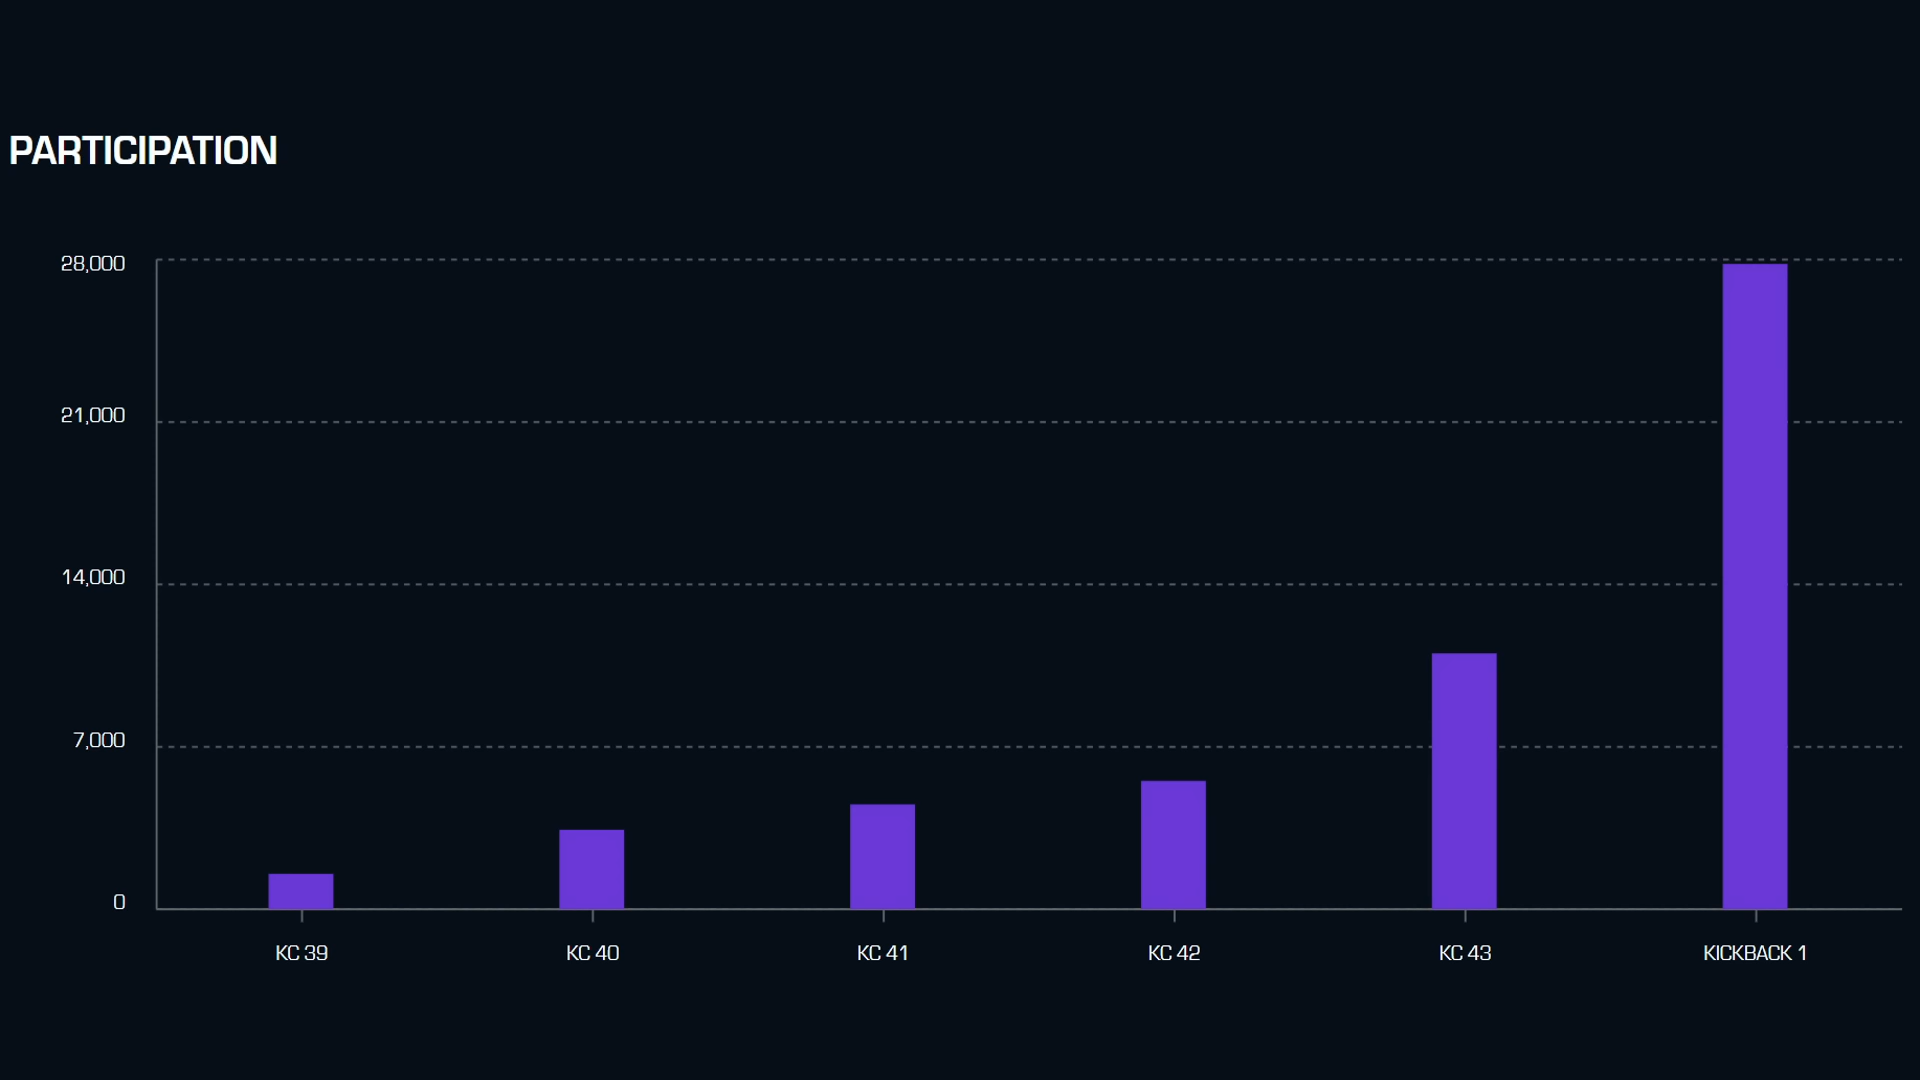 PARTICIPATION
28,000
21,000
14,000
7,000
0
KC 39 KC 40 KC 41 KC 42 KC 43 KICKBACK 1